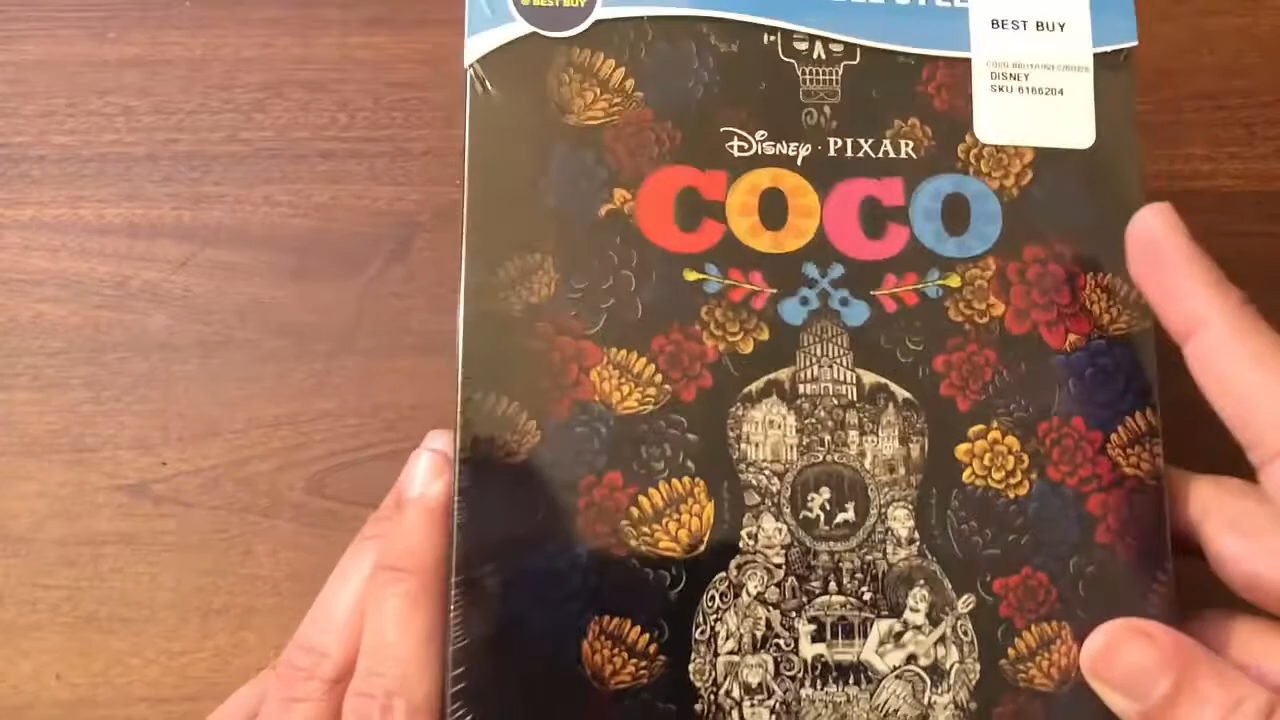 @ BEST BUY
BEST BUY
DISNEY
SKU 6166204
Disney · PIXAR
COCO